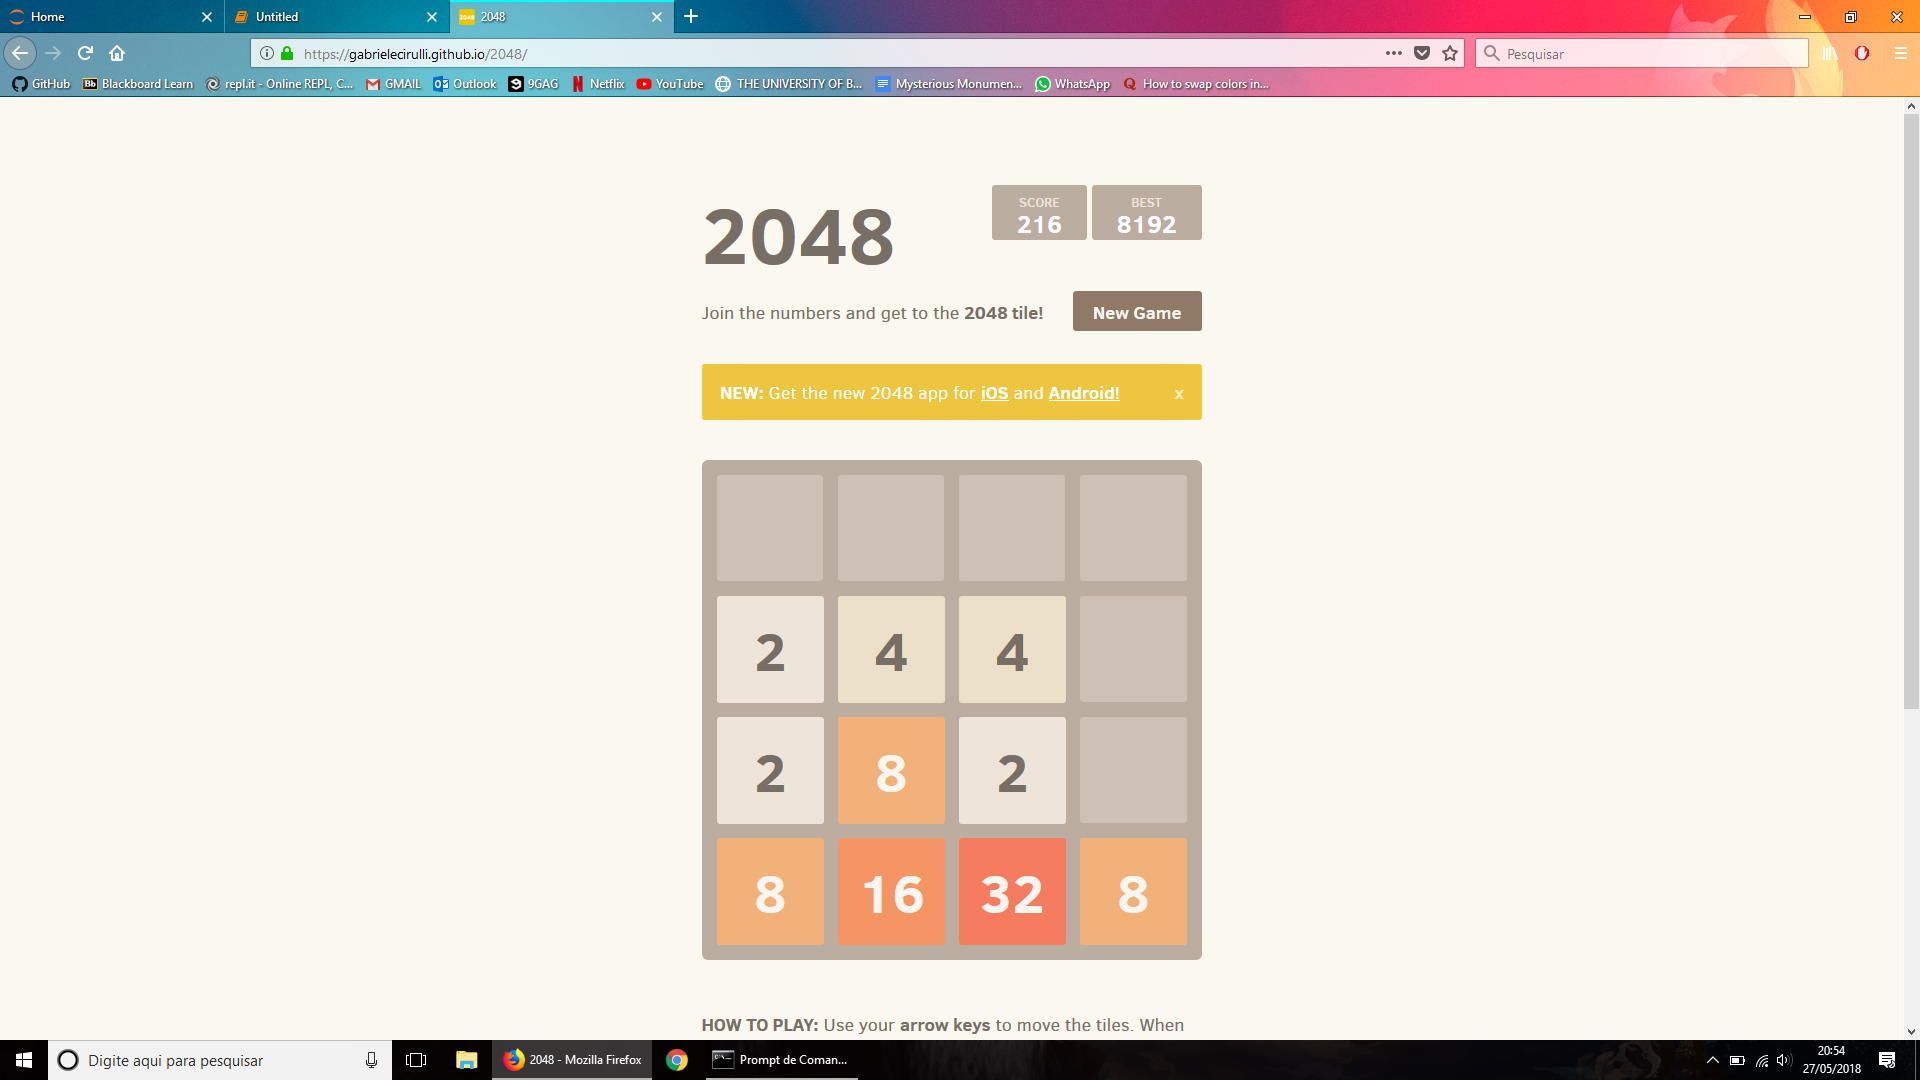 Home
Untitled
2048
2048
https://gabrielecirulli.github.io/2048/
Pesquisar
GitHub
Bb Blackboard Learn
repl.it - Online REPL, C...
GMAIL
Outlook
9GAG
Netflix
YouTube
THE UNIVERSITY OF B...
Mysterious Monumen...
WhatsApp
How to swap colors in...
2048
SCORE
216
BEST
8192
Join the numbers and get to the 2048 tile!
New Game
NEW: Get the new 2048 app for iOS and Android!
x
2 4 4
2 8 2
8 16 32 8
HOW TO PLAY: Use your arrow keys to move the tiles. When
Digite aqui para pesquisar
2048 - Mozilla Firefox
Prompt de Coman...
20:54
27/05/2018